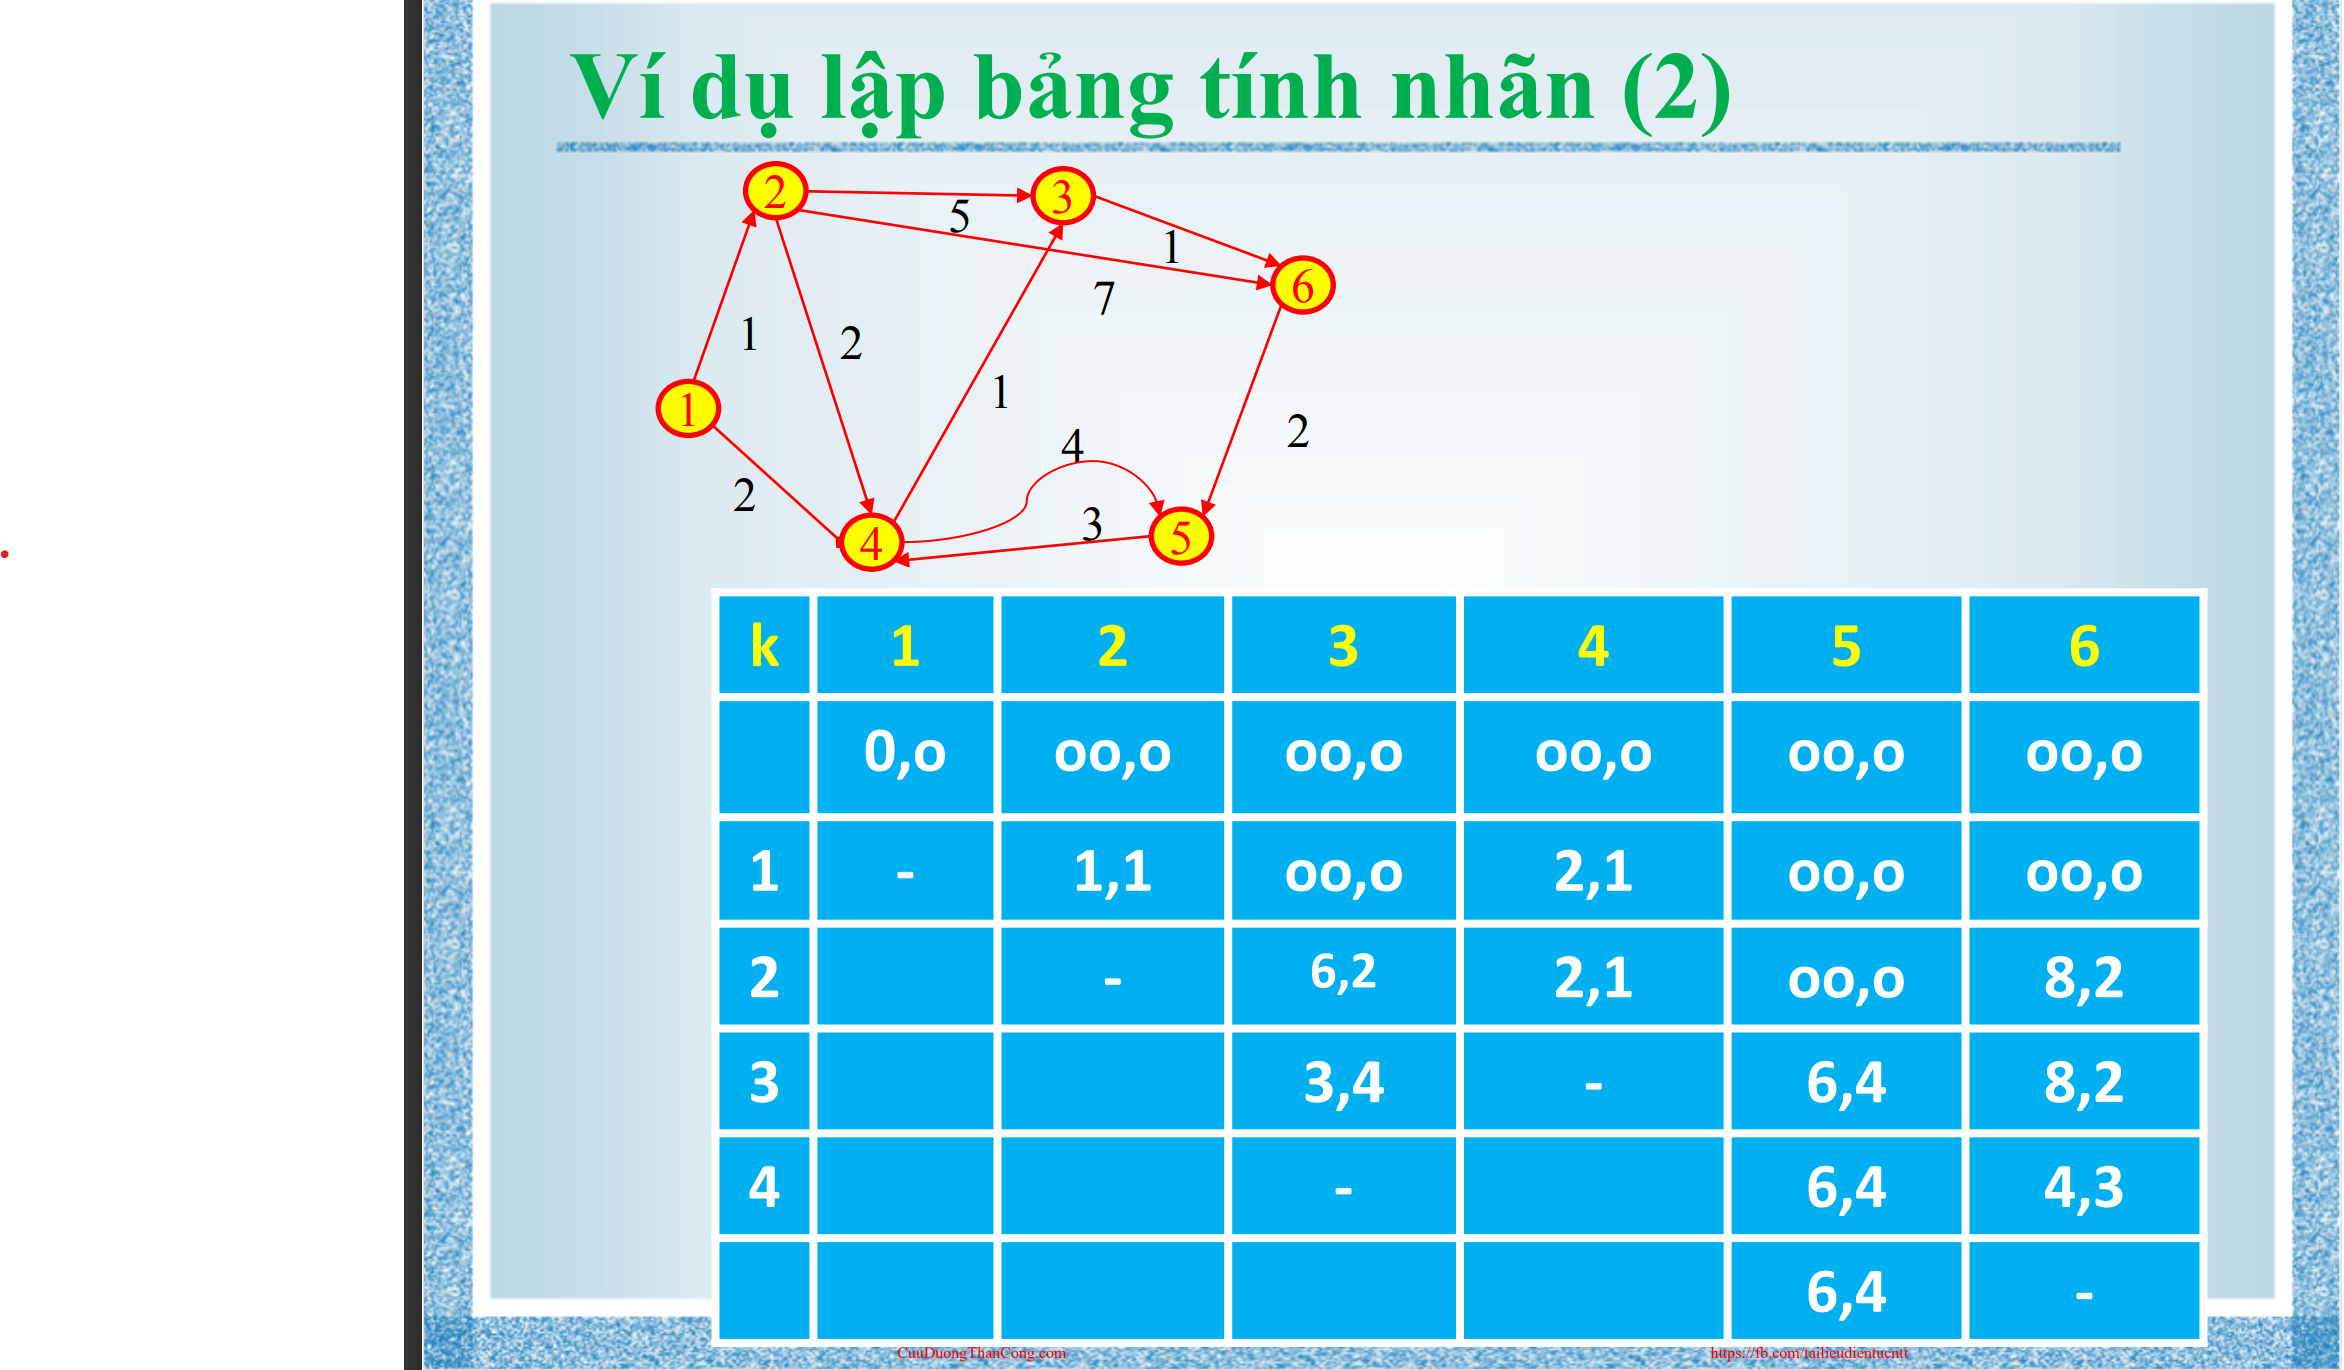 Ví dụ lập bảng tính nhãn (2)
2 3
5
1
6
7
1 2
1
1
2
4
2
3
4 5
k 1 2 3 4 5 6
0,o oo,o oo,o oo,o oo,o oo,o
1 - 1,1 oo,o 2,1 oo,o oo,o
2 - 6,2 2,1 oo,o 8,2
3 3,4 - 6,4 8,2
4 - 6,4 4,3
6,4 -
CuuDuongThanCong.com https://fb.com/tailieudientucntt